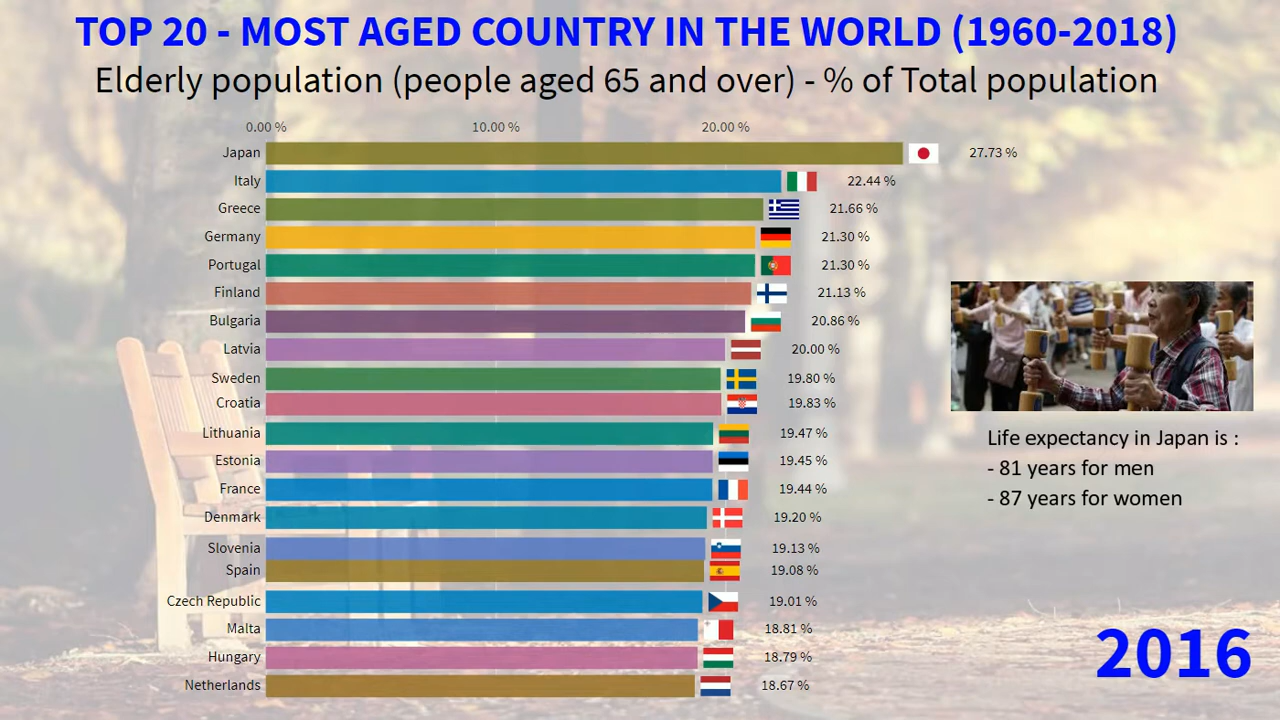 TOP 20 - MOST AGED COUNTRY IN THE WORLD (1960-2018)
Elderly population (people aged 65 and over) - % of Total population
0.00 % 10.00 % 20.00 %
Japan 27.73 %
Italy 22.44 %
Greece 21.66 %
Germany 21.30 %
Portugal 21.30 %
Finland 21.13 %
Bulgaria 20.86 %
Latvia 20.00 %
Sweden 19.80 %
Croatia 19.83 %
Lithuania 19.47 %
Estonia 19.45 %
France 19.44 %
Denmark 19.20 %
Slovenia 19.13 %
Spain 19.08 %
Czech Republic 19.01 %
Malta 18.81 %
Hungary 18.79 %
Netherlands 18.67 %
Life expectancy in Japan is :
- 81 years for men
- 87 years for women
2016